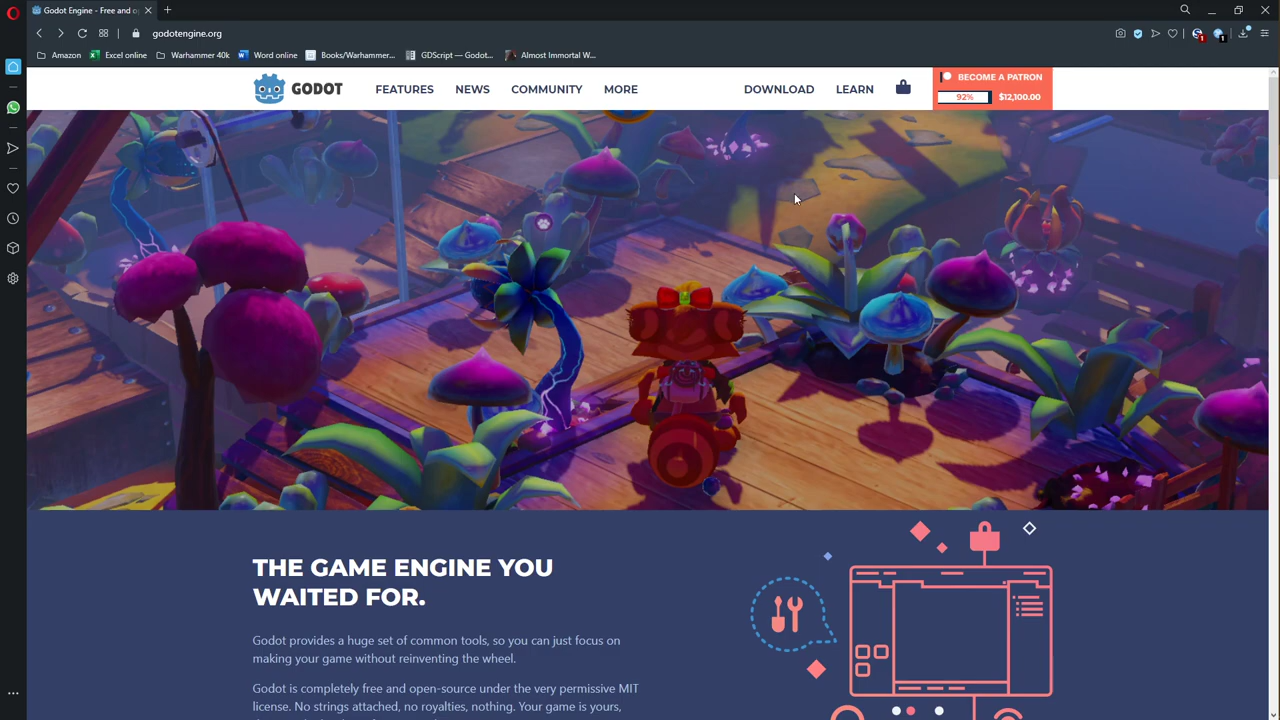 Godot Engine - Free and o
godotengine.org
Amazon
Excel online
Warhammer 40k
Word online
Books/Warhammer...
GDScript — Godot...
Almost Immortal W...
GODOT
FEATURES
NEWS
COMMUNITY
MORE
DOWNLOAD
LEARN
BECOME A PATRON
92%
$12,100.00
THE GAME ENGINE YOU
WAITED FOR.
Godot provides a huge set of common tools, so you can just focus on
making your game without reinventing the wheel.
Godot is completely free and open-source under the very permissive MIT
license. No strings attached, no royalties, nothing. Your game is yours,